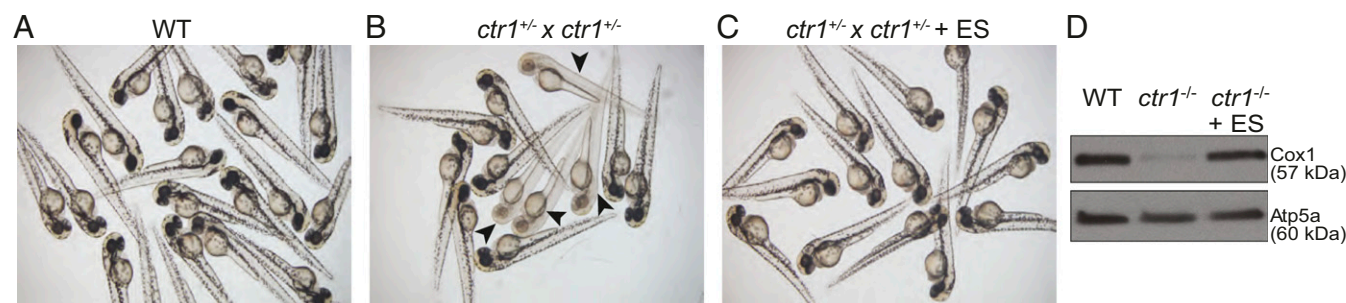 A WT
B ctr1+/- x ctr1+/-
C ctr1+/- x ctr1+/- + ES
D
WT ctr1-/- ctr1-/-
+ ES
Cox1
(57 kDa)
Atp5a
(60 kDa)